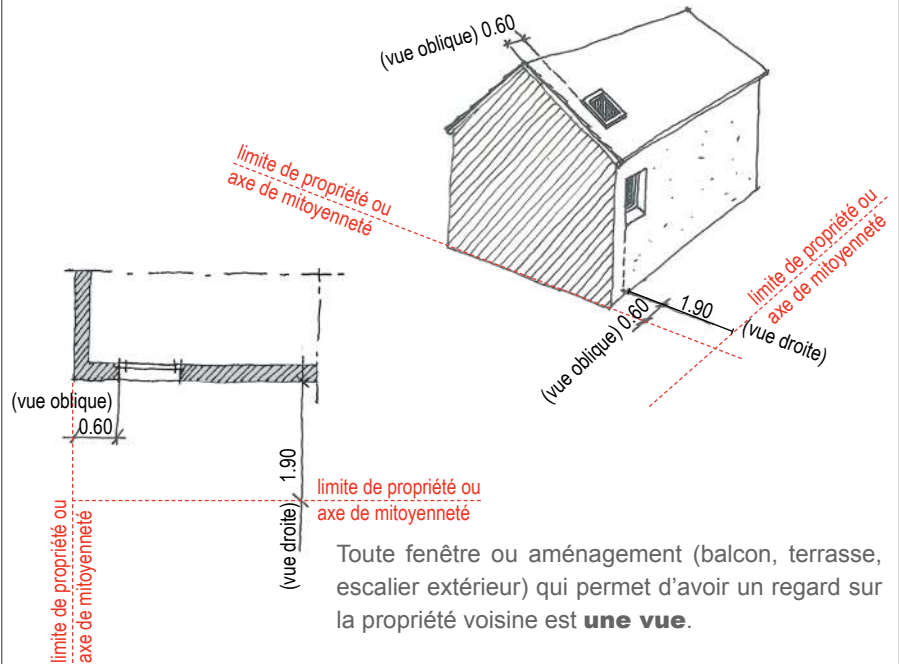 (vue oblique) 0.60
limite de propriété ou
axe de mitoyenneté
limite de propriété ou
axe de mitoyenneté
(vue oblique) 0.60
1.90
(vue droite)
(vue oblique)
0.60
1.90
(vue droite)
limite de propriété ou
axe de mitoyenneté
limite de propriété ou
axe de mitoyenneté
Toute fenêtre ou aménagement (balcon, terrasse,
escalier extérieur) qui permet d’avoir un regard sur
la propriété voisine est une vue.